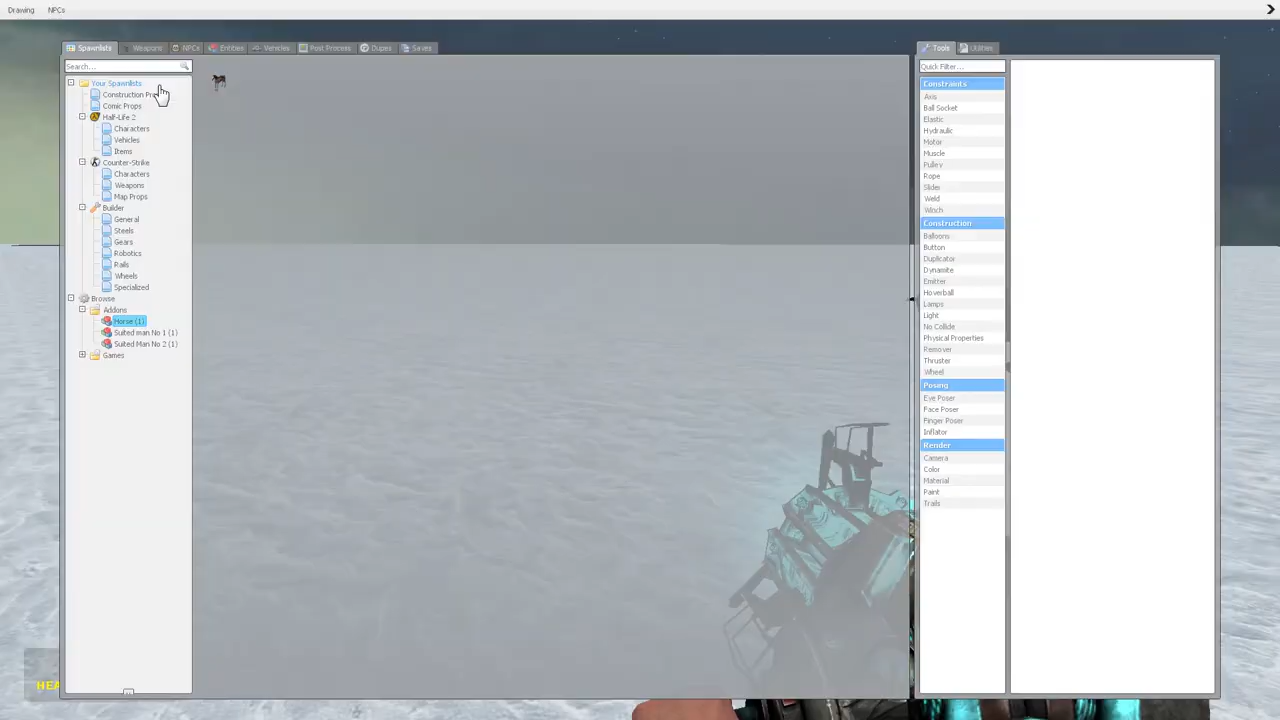 Drawing NPCs
Spawnlists Weapons NPCs Entities Vehicles Post Process Dupes Saves
Search...
Your Spawnlists
Construction
Comic Props
Half-Life 2
Characters
Vehicles
Items
Counter-Strike
Characters
Weapons
Map Props
Builder
General
Steels
Gears
Robotics
Rails
Wheels
Specialized
Browse
Addons
Horse (1)
Suited man No 1 (1)
Suited Man No 2 (1)
Games
HEA
Tools Utilities
Quick Filter...
Constraints
Axis
Ball Socket
Elastic
Hydraulic
Motor
Muscle
Pulley
Rope
Slider
Weld
Winch
Construction
Balloons
Button
Duplicator
Dynamite
Emitter
Hoverball
Lamps
Light
No Collide
Physical Properties
Remover
Thruster
Wheel
Posing
Eye Poser
Face Poser
Finger Poser
Inflator
Render
Camera
Color
Material
Paint
Trails